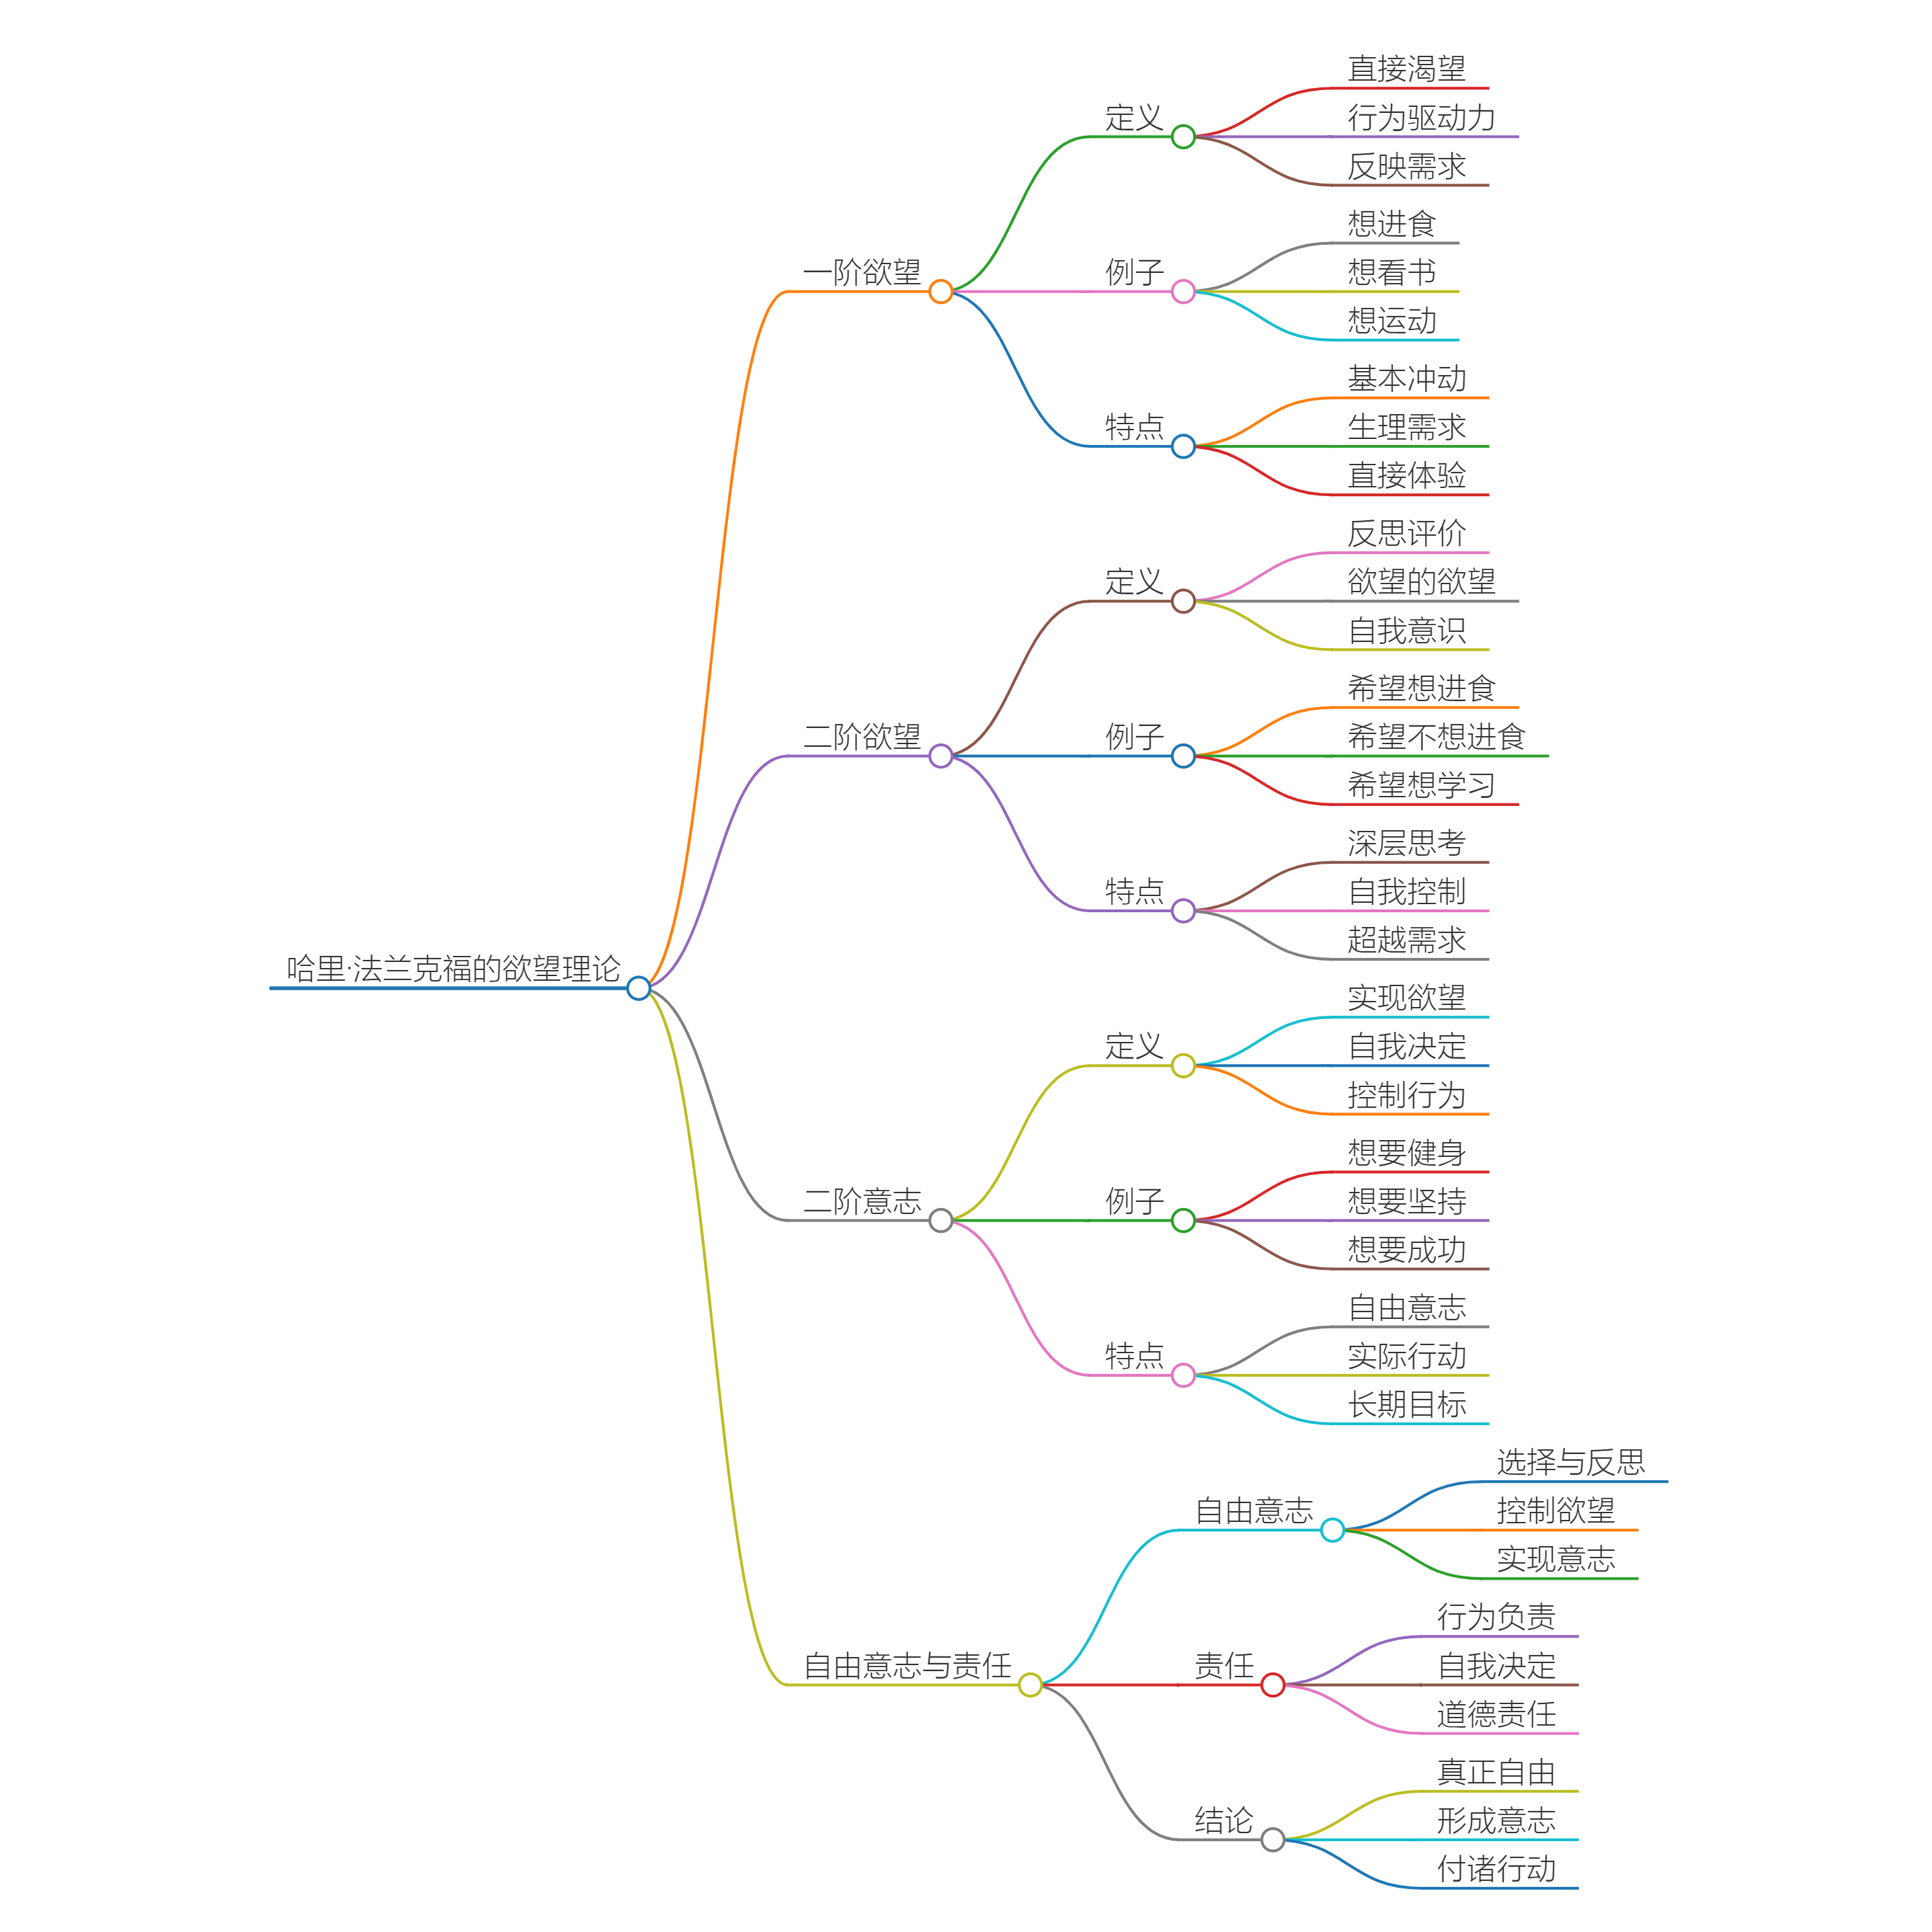 哈里·法兰克福的欲望理论
一阶欲望
定义
直接渴望
行为驱动力
反映需求
例子
想进食
想看书
想运动
特点
基本冲动
生理需求
直接体验
二阶欲望
定义
反思评价
欲望的欲望
自我意识
例子
希望想进食
希望不想进食
希望想学习
特点
深层思考
自我控制
超越需求
二阶意志
定义
实现欲望
自我决定
控制行为
例子
想要健身
想要坚持
想要成功
特点
自由意志
实际行动
长期目标
自由意志与责任
自由意志
选择与反思
控制欲望
实现意志
责任
行为负责
自我决定
道德责任
结论
真正自由
形成意志
付诸行动